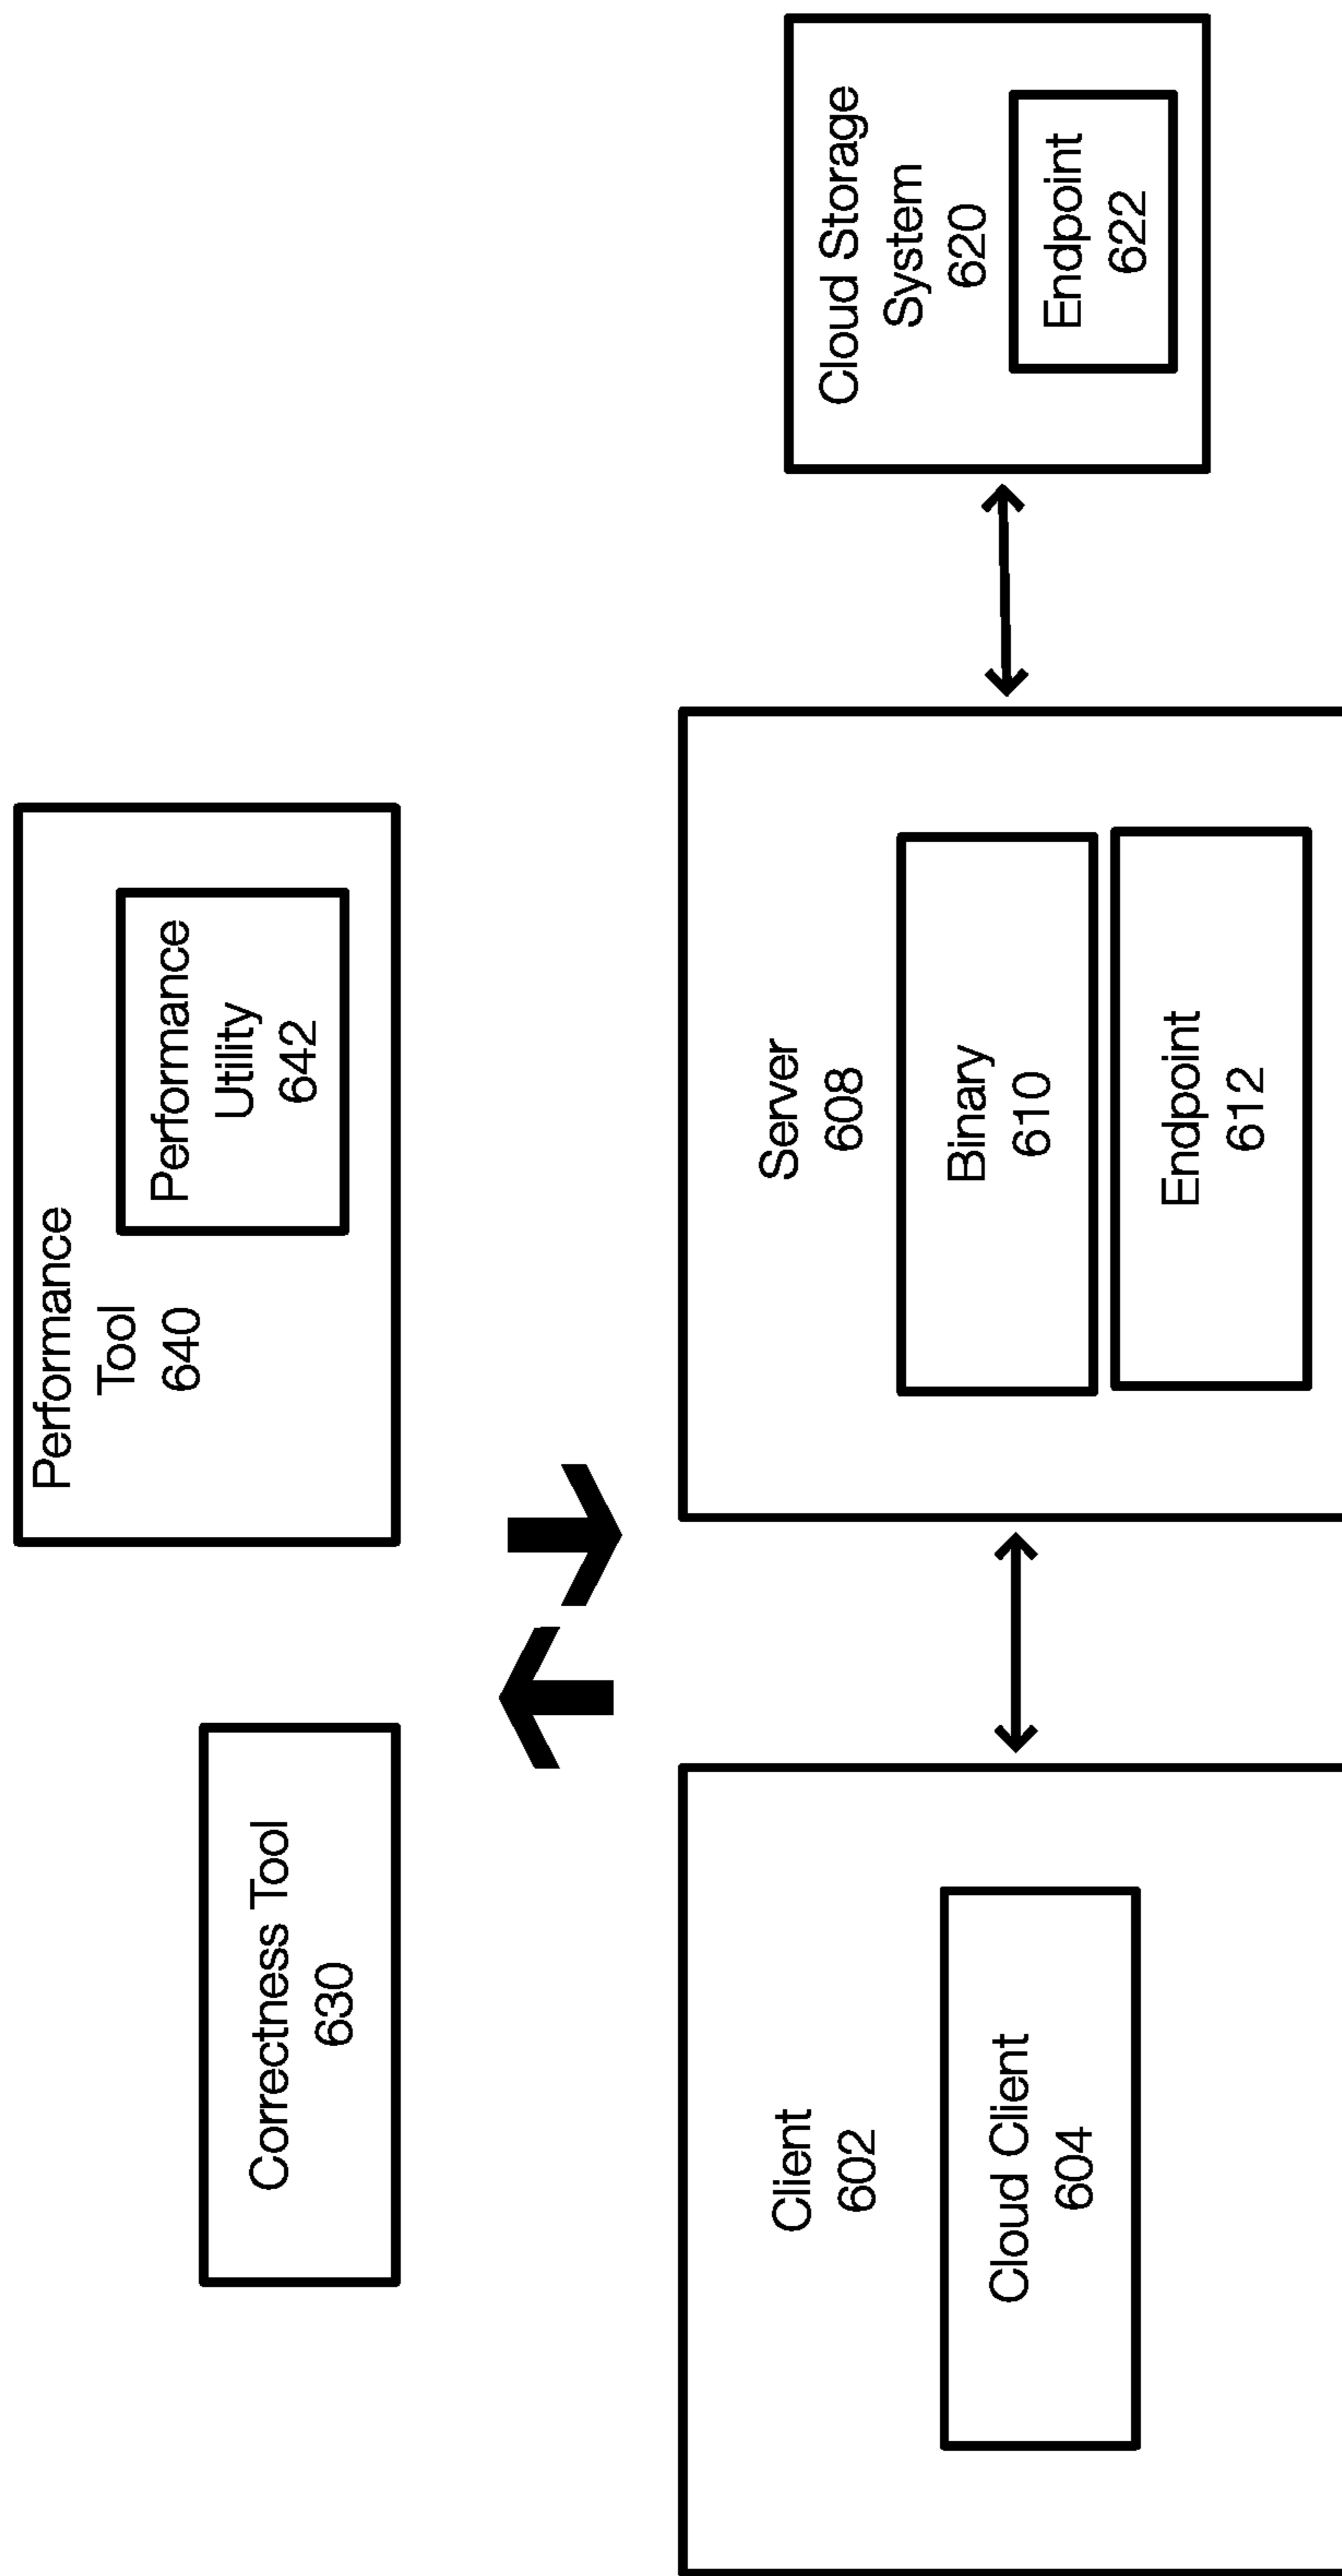 Correctness Tool
630
Performance
Tool
640
Performance
Utility
642
Client
602
Cloud Client
604
Server
608
Binary
610
Endpoint
612
Cloud Storage
System
620
Endpoint
622